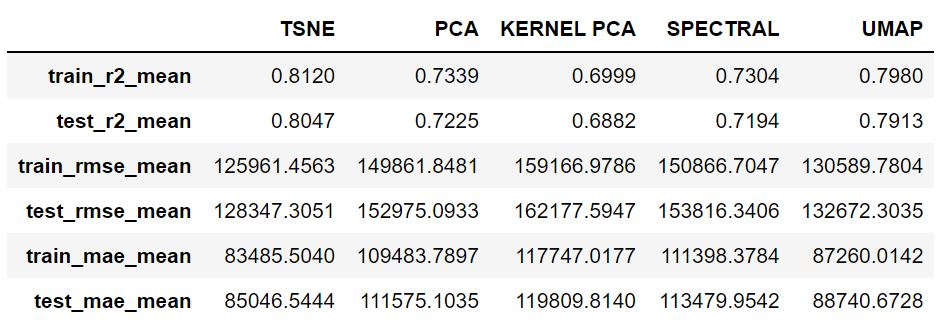 TSNE PCA KERNEL PCA SPECTRAL UMAP
train_r2_mean 0.8120 0.7339 0.6999 0.7304 0.7980
test_r2_mean 0.8047 0.7225 0.6882 0.7194 0.7913
train_rmse_mean 125961.4563 149861.8481 159166.9786 150866.7047 130589.7804
test_rmse_mean 128347.3051 152975.0933 162177.5947 153816.3406 132672.3035
train_mae_mean 83485.5040 109483.7897 117747.0177 111398.3784 87260.0142
test_mae_mean 85046.5444 111575.1035 119809.8140 113479.9542 88740.6728